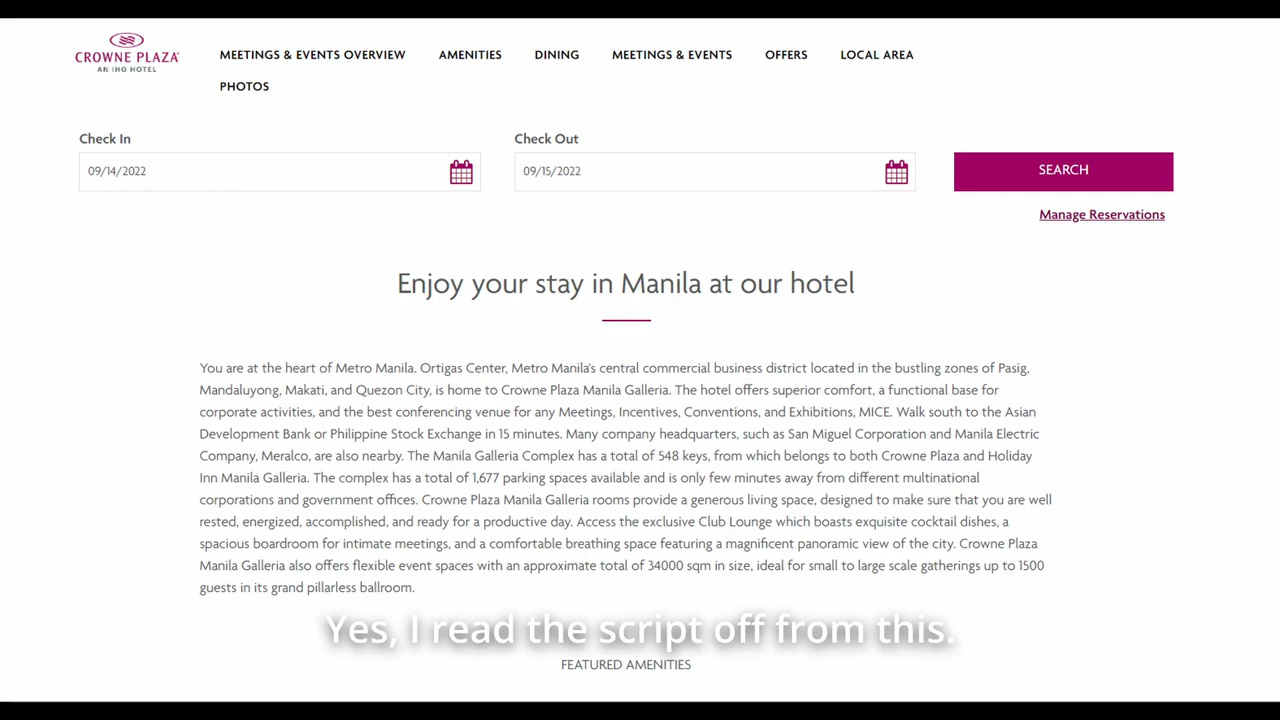 CROWNE PLAZA
AN IHG HOTEL
MEETINGS & EVENTS OVERVIEW
AMENITIES
DINING
MEETINGS & EVENTS
OFFERS
LOCAL AREA
PHOTOS
Check In
Check Out
09/14/2022
09/15/2022
SEARCH
Manage Reservations
Enjoy your stay in Manila at our hotel
You are at the heart of Metro Manila. Ortigas Center, Metro Manila's central commercial business district located in the bustling zones of Pasig,
Mandaluyong, Makati, and Quezon City, is home to Crowne Plaza Manila Galleria. The hotel offers superior comfort, a functional base for
corporate activities, and the best conferencing venue for any Meetings, Incentives, Conventions, and Exhibitions, MICE. Walk south to the Asian
Development Bank or Philippine Stock Exchange in 15 minutes. Many company headquarters, such as San Miguel Corporation and Manila Electric
Company, Meralco, are also nearby. The Manila Galleria Complex has a total of 548 keys, from which belongs to both Crowne Plaza and Holiday
Inn Manila Galleria. The complex has a total of 1,677 parking spaces available and is only few minutes away from different multinational
corporations and government offices. Crowne Plaza Manila Galleria rooms provide a generous living space, designed to make sure that you are well
rested, energized, accomplished, and ready for a productive day. Access the exclusive Club Lounge which boasts exquisite cocktail dishes, a
spacious boardroom for intimate meetings, and a comfortable breathing space featuring a magnificent panoramic view of the city. Crowne Plaza
Manila Galleria also offers flexible event spaces with an approximate total of 34000 sqm in size, ideal for small to large scale gatherings up to 1500
guests in its grand pillarless ballroom.
Yes, I read the script off from this.
FEATURED AMENITIES